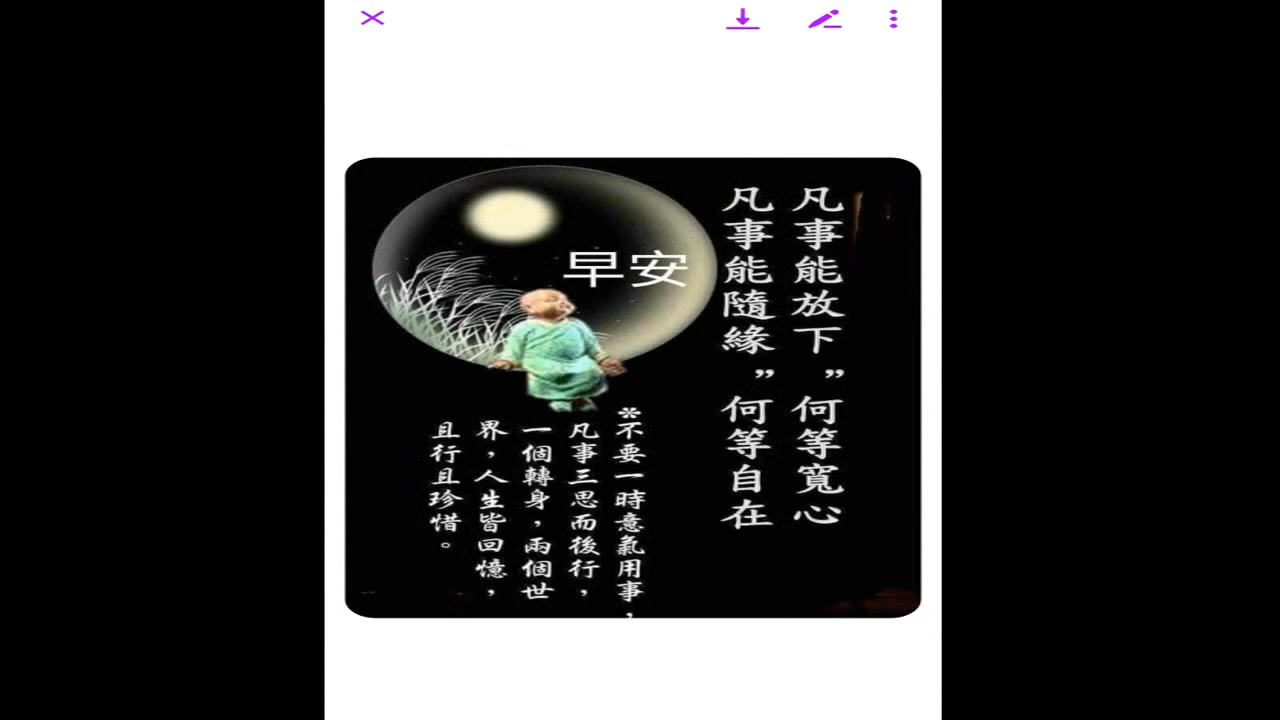 凡事能放下”何等寬心
凡事能隨緣”何等自在
早安
*不要一時意氣用事，
凡事三思而後行，
一個轉身，兩個世
界，人生皆回憶，
且行且珍惜。